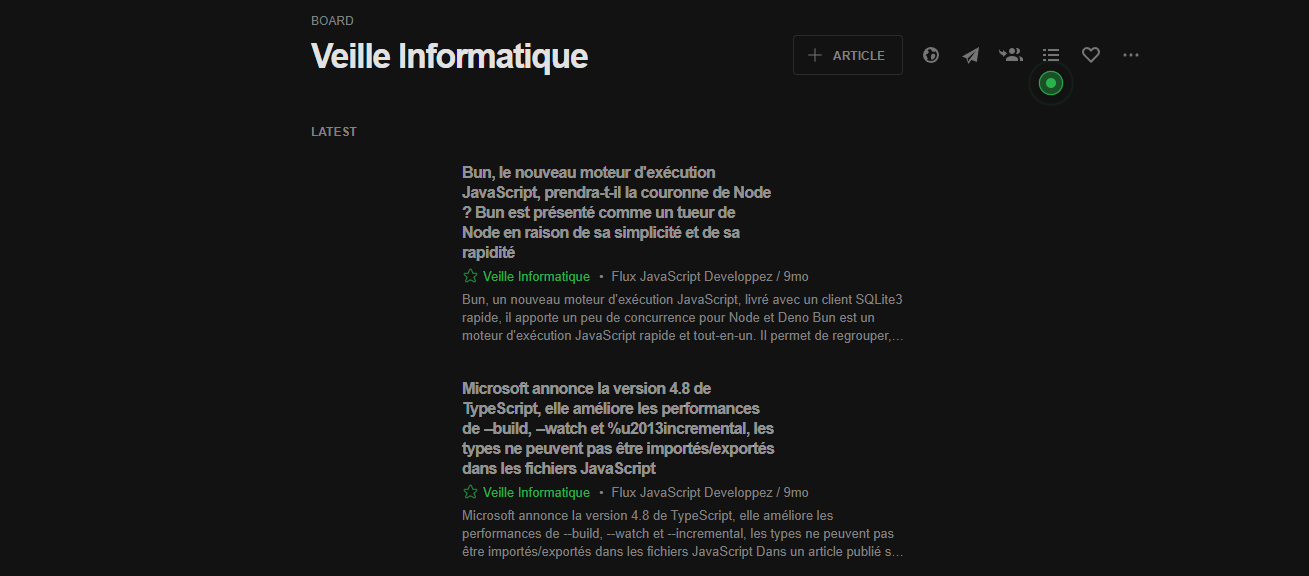 BOARD
Veille Informatique
ARTICLE
LATEST
Bun, le nouveau moteur d'exécution
JavaScript, prendra-t-il la couronne de Node
? Bun est présenté comme un tueur de
Node en raison de sa simplicité et de sa
rapidité
Veille Informatique • Flux JavaScript Developpez / 9mo
Bun, un nouveau moteur d'exécution JavaScript, livré avec un client SQLite3
rapide, il apporte un peu de concurrence pour Node et Deno Bun est un
moteur d'exécution JavaScript rapide et tout-en-un. Il permet de regrouper,…
Microsoft annonce la version 4.8 de
TypeScript, elle améliore les performances
de --build, --watch et %u2013incremental, les
types ne peuvent pas être importés/exportés
dans les fichiers JavaScript
Veille Informatique • Flux JavaScript Developpez / 9mo
Microsoft annonce la version 4.8 de TypeScript, elle améliore les
performances de --build, --watch et --incremental, les types ne peuvent pas
être importés/exportés dans les fichiers JavaScript Dans un article publié s…